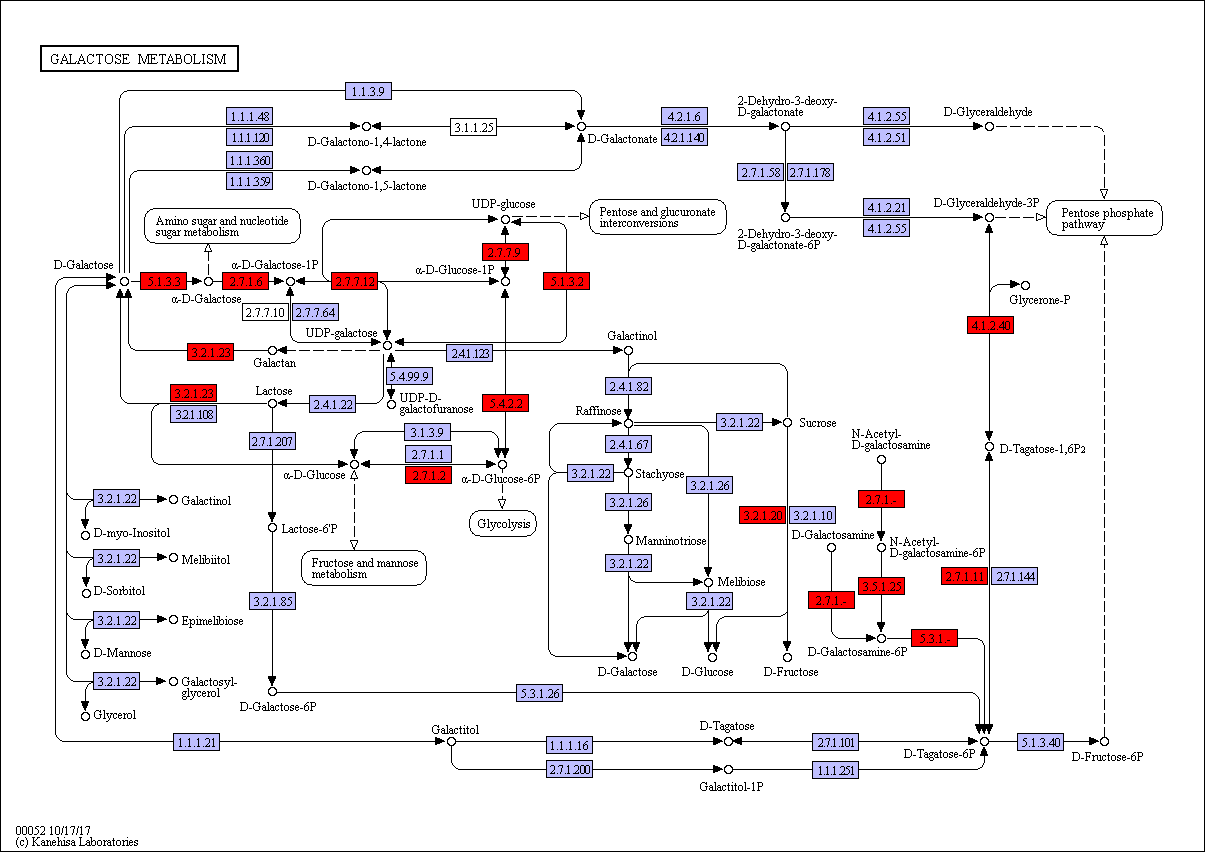 GALACTOSE METABOLISM
1.1.3.9
1.1.1.48
1.1.1.120
D-Galactono-1,4-lactone
3.1.1.25
D-Galactonate
4.2.1.6
4.2.1.140
2-Dehydro-3-deoxy-
D-galactonate
4.1.2.55
4.1.2.51
D-Glyceraldehyde
1.1.1.360
1.1.1.359
D-Galactono-1,5-lactone
2.7.1.58
2.7.1.178
Amino sugar and nucleotide
sugar metabolism
UDP-glucose
Pentose and glucuronate
interconversions
2-Dehydro-3-deoxy-
D-galactonate-6P
4.1.2.21
4.1.2.55
D-Glyceraldehyde-3P
Pentose phosphate
pathway
2.7.7.9
D-Galactose
5.1.3.3
α-D-Galactose
2.7.1.6
α-D-Galactose-1P
2.7.7.12
α-D-Glucose-1P
5.1.3.2
Glycerone-P
2.7.7.10
2.7.7.64
4.1.2.40
UDP-galactose
Galactinol
3.2.1.23
Galactan
2.4.1.123
5.4.99.9
2.4.1.82
3.2.1.23
3.2.1.108
Lactose
2.4.1.22
UDP-D-
galactofuranose
5.4.2.2
Raffinose
3.2.1.22
Sucrose
2.7.1.207
3.1.3.9
2.7.1.1
2.7.1.2
2.4.1.67
N-Acetyl-
D-galactosamine
D-Tagatose-1,6P2
α-D-Glucose
α-D-Glucose-6P
3.2.1.22
Stachyose
3.2.1.26
3.2.1.22
Galactinol
D-myo-Inositol
3.2.1.26
2.7.1.-
Lactose-6'P
Glycolysis
3.2.1.20
3.2.1.10
D-Galactosamine
Manninotriose
N-Acetyl-
D-galactosamine-6P
3.2.1.22
Melibiitol
D-Sorbitol
Fructose and mannose
metabolism
3.2.1.22
Melibiose
3.5.1.25
2.7.1.11
2.7.1.144
3.2.1.85
3.2.1.22
2.7.1.-
3.2.1.22
Epimelibiose
D-Mannose
5.3.1.-
D-Galactosamine-6P
D-Galactose
D-Glucose
D-Fructose
3.2.1.22
Galactosyl-
glycerol
Glycerol
D-Galactose-6P
5.3.1.26
1.1.1.21
Galactitol
1.1.1.16
D-Tagatose
2.7.1.101
D-Tagatose-6P
5.1.3.40
D-Fructose-6P
2.7.1.200
Galactitol-1P
1.1.1.251
00052 10/17/17
(c) Kanehisa Laboratories